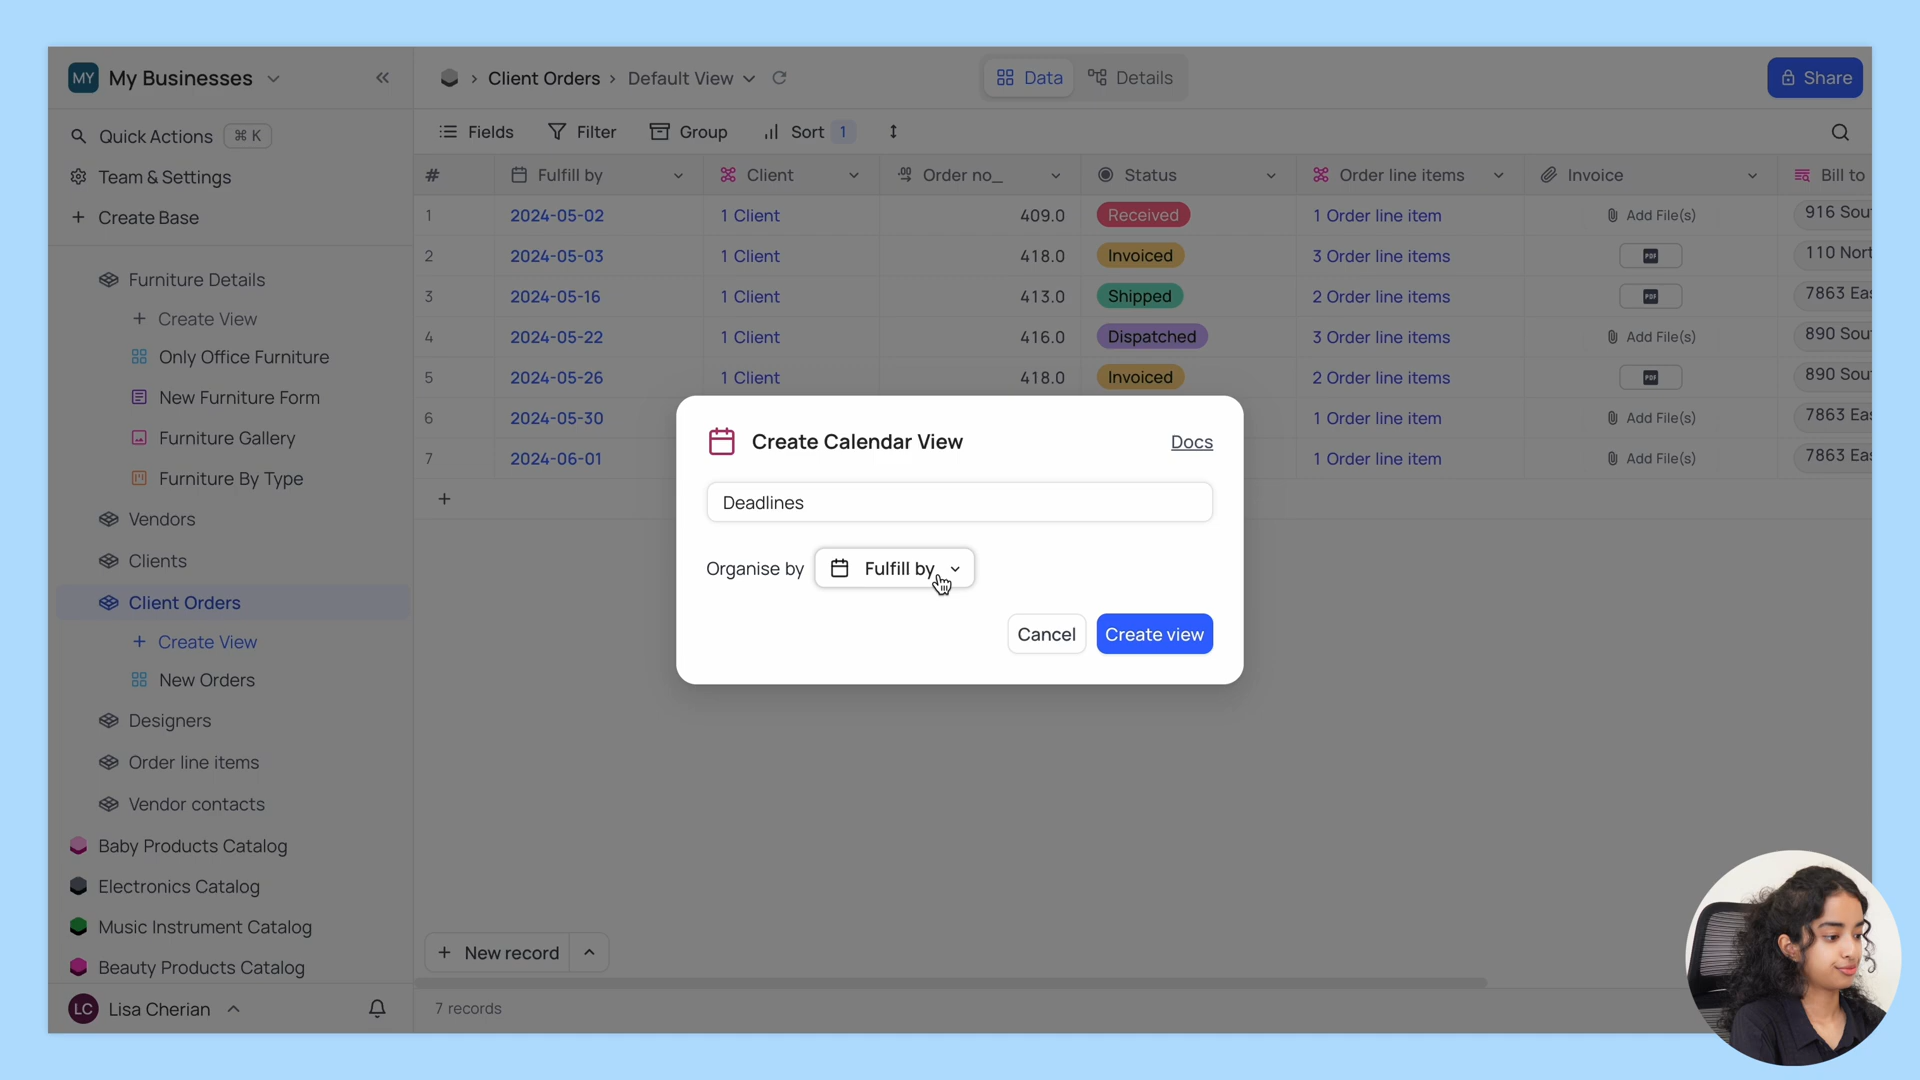 MY My Businesses
Client Orders > Default View
Data
Details
Share
Quick Actions ⌘ K
Team & Settings
+ Create Base
Fields
Filter
Group
Sort 1
# Fulfill by Client Order no_ Status Order line items Invoice Bill to
1 2024-05-02 1 Client 409.0 Received 1 Order line item Add File(s) 916 Sou
2 2024-05-03 1 Client 418.0 Invoiced 3 Order line items PDF 110 Nort
3 2024-05-16 1 Client 413.0 Shipped 2 Order line items PDF 7863 Eas
4 2024-05-22 1 Client 416.0 Dispatched 3 Order line items Add File(s) 890 Sou
5 2024-05-26 1 Client 418.0 Invoiced 2 Order line items PDF 890 Sou
6 2024-05-30 1 Order line item Add File(s) 7863 Eas
7 2024-06-01 1 Order line item Add File(s) 7863 Eas
+
Furniture Details
+ Create View
Only Office Furniture
New Furniture Form
Furniture Gallery
Furniture By Type
Vendors
Clients
Client Orders
+ Create View
New Orders
Designers
Order line items
Vendor contacts
Baby Products Catalog
Electronics Catalog
Music Instrument Catalog
Beauty Products Catalog
LC Lisa Cherian
Create Calendar View
Docs
Deadlines
Organise by Fulfill by
Cancel
Create view
+ New record
7 records